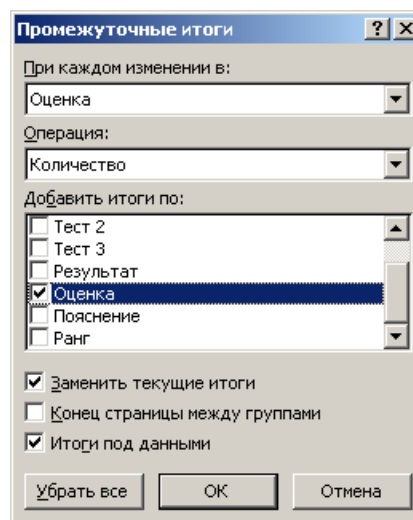 Промежуточные итоги
При каждом изменении в:
Оценка
Операция:
Количество
Добавить итоги по:
Тест 2
Тест 3
Результат
Оценка
Пояснение
Ранг
Заменить текущие итоги
Конец страницы между группами
Итоги под данными
Убрать все ОК Отмена